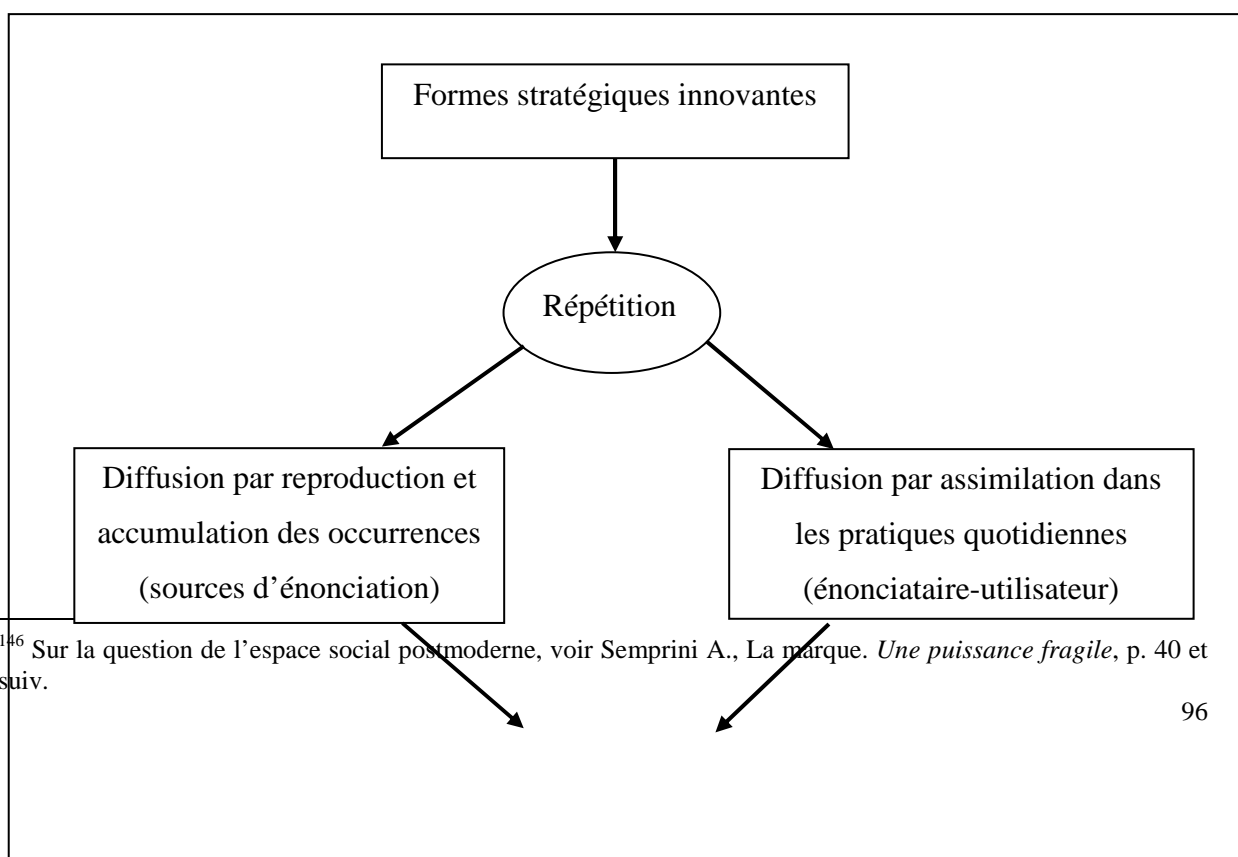 Formes stratégiques innovantes
Répétition
Diffusion par reproduction et
accumulation des occurrences
(sources d’énonciation)
Diffusion par assimilation dans
les pratiques quotidiennes
(énonciataire-utilisateur)
146 Sur la question de l’espace social postmoderne, voir Semprini A., La marque. Une puissance fragile, p. 40 et
suiv.
96